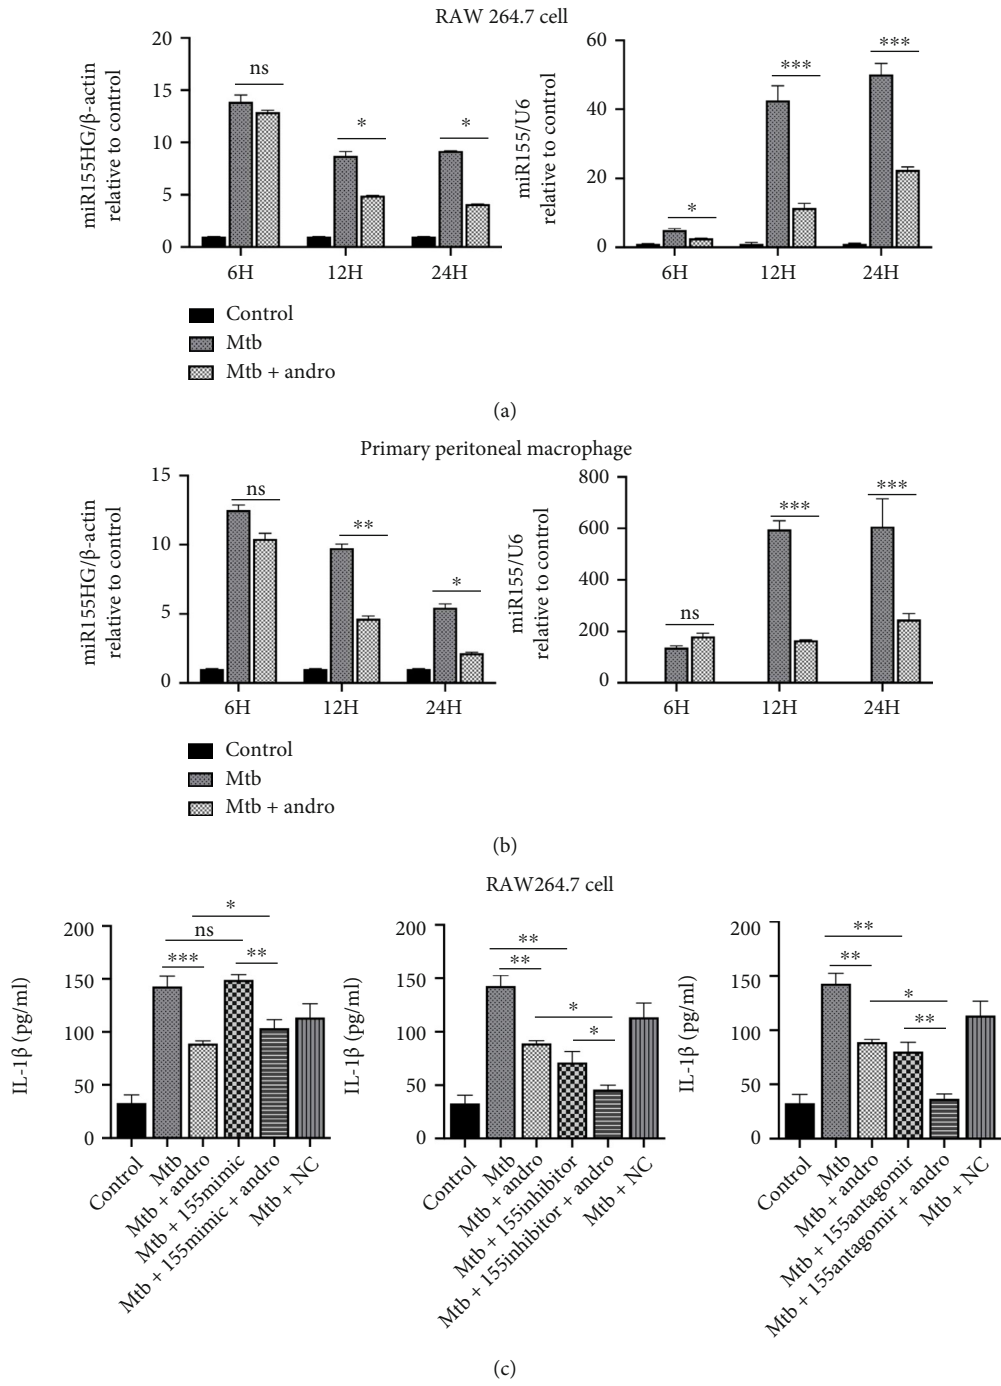 RAW 264.7 cell
miR155HG/β-actin
relative to control
20
15
10
5
0
ns
*
*
6H
12H
24H
miR155/U6
60
40
20
0
*
***
***
6H
12H
24H
Control
Mtb
Mtb + andro
(a)
Primary peritoneal macrophage
miR155HG/β-actin
relative to control
15
10
5
0
ns
**
*
6H
12H
24H
miR155/U6
relative to control
800
600
400
200
0
ns
***
***
6H
12H
24H
Control
Mtb
Mtb + andro
(b)
RAW264.7 cell
IL-1β (pg/ml)
200
150
100
50
0
*
ns
***
**
Control
Mtb
Mtb + andro
Mtb + 155mimic
Mtb + 155mimic + andro
Mtb + NC
IL-1β (pg/ml)
200
150
100
50
0
**
**
*
*
Control
Mtb
Mtb + andro
Mtb + 155inhibitor
Mtb + 155inhibitor + andro
Mtb + NC
IL-1β (pg/ml)
200
150
100
50
0
**
**
*
**
Control
Mtb
Mtb + andro
Mtb + 155antagomir
Mtb + 155antagomir + andro
Mtb + NC
(c)